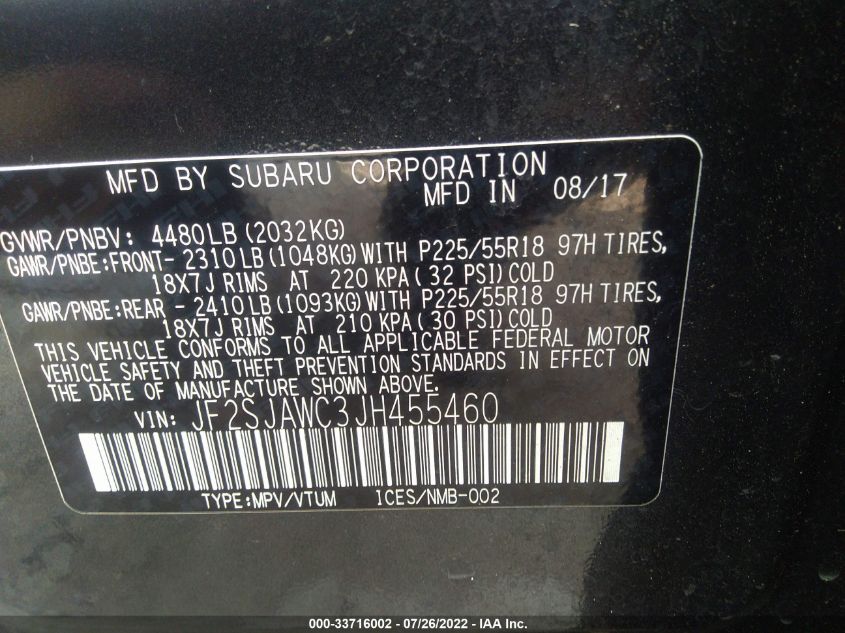 MFD BY SUBARU CORPORATION
MFD IN 08/17
GVWR/PNBV: 4480LB (2032KG)
GAWR/PNBE:FRONT- 2310LB (1048KG) WITH P225/55R18 97H TIRES,
18X7J RIMS AT 220 KPA (32 PSI) COLD
GAWR/PNBE:REAR - 2410LB (1093KG) WITH P225/55R18 97H TIRES,
18X7J RIMS AT 210 KPA (30 PSI) COLD
THIS VEHICLE CONFORMS TO ALL APPLICABLE FEDERAL MOTOR
VEHICLE SAFETY AND THEFT PREVENTION STANDARDS IN EFFECT ON
THE DATE OF MANUFACTURE SHOWN ABOVE.
VIN: JF2SJAWC3JH455460
TYPE:MPV/VTUM ICES/NMB-002
000-33716002 / 07/26/2022 / IAA Inc.